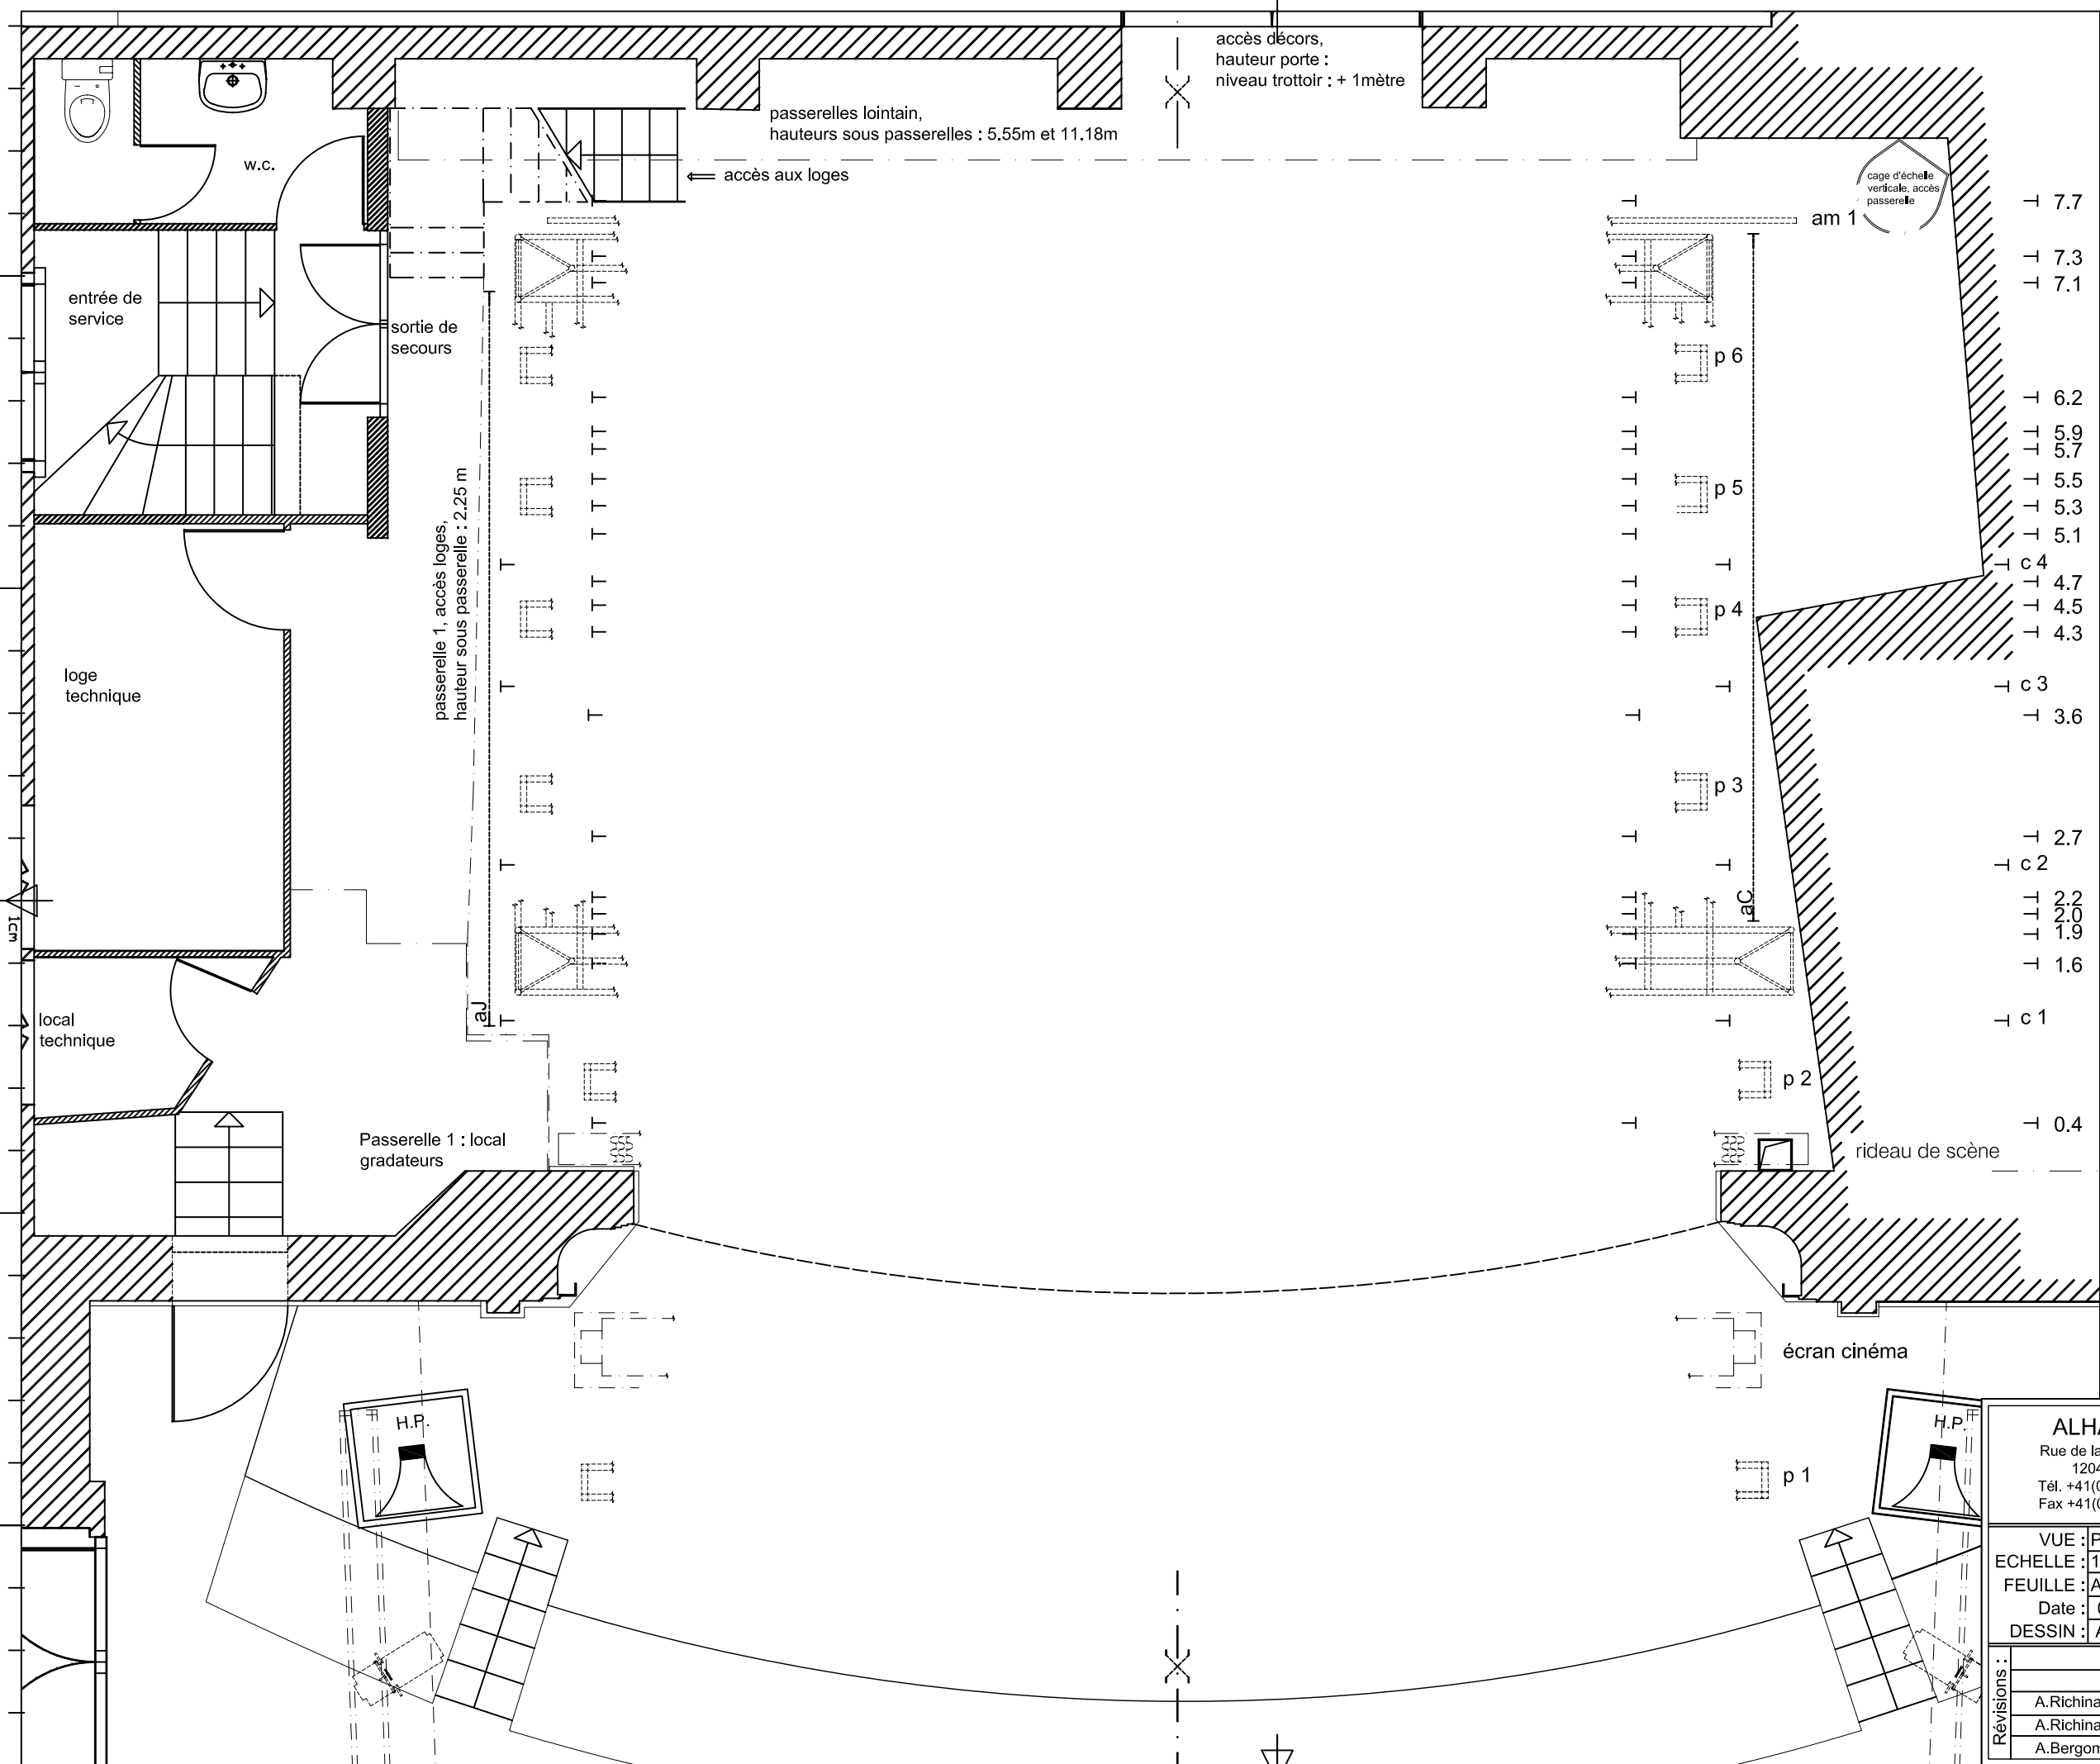 accès décors,
hauteur porte :
niveau trottoir : + 1mètre
passerelles lointain,
hauteurs sous passerelles : 5.55m et 11.18m
w.c.
accès aux loges
cage d'échelle
verticale, accès
passerelle
am 1
7.7
7.3
7.1
entrée de
service
sortie de
secours
p 6
6.2
5.9
5.7
5.5
5.3
5.1
p 5
passerelle 1, accès loges,
hauteur sous passerelle : 2.25 m
c 4
4.7
4.5
4.3
p 4
loge
technique
c 3
3.6
p 3
2.7
c 2
2.2
2.0
1.9
1.6
aC
aJ
1cm
local
technique
c 1
p 2
0.4
Passerelle 1 : local
gradateurs
rideau de scène
écran cinéma
H.P.
H.P.
p 1
Rue de la
1204
Tél. +41(
Fax +41(
VUE :
ECHELLE : 1
FEUILLE : A
Date :
DESSIN : A
Révisions :
A.Richina
A.Richina